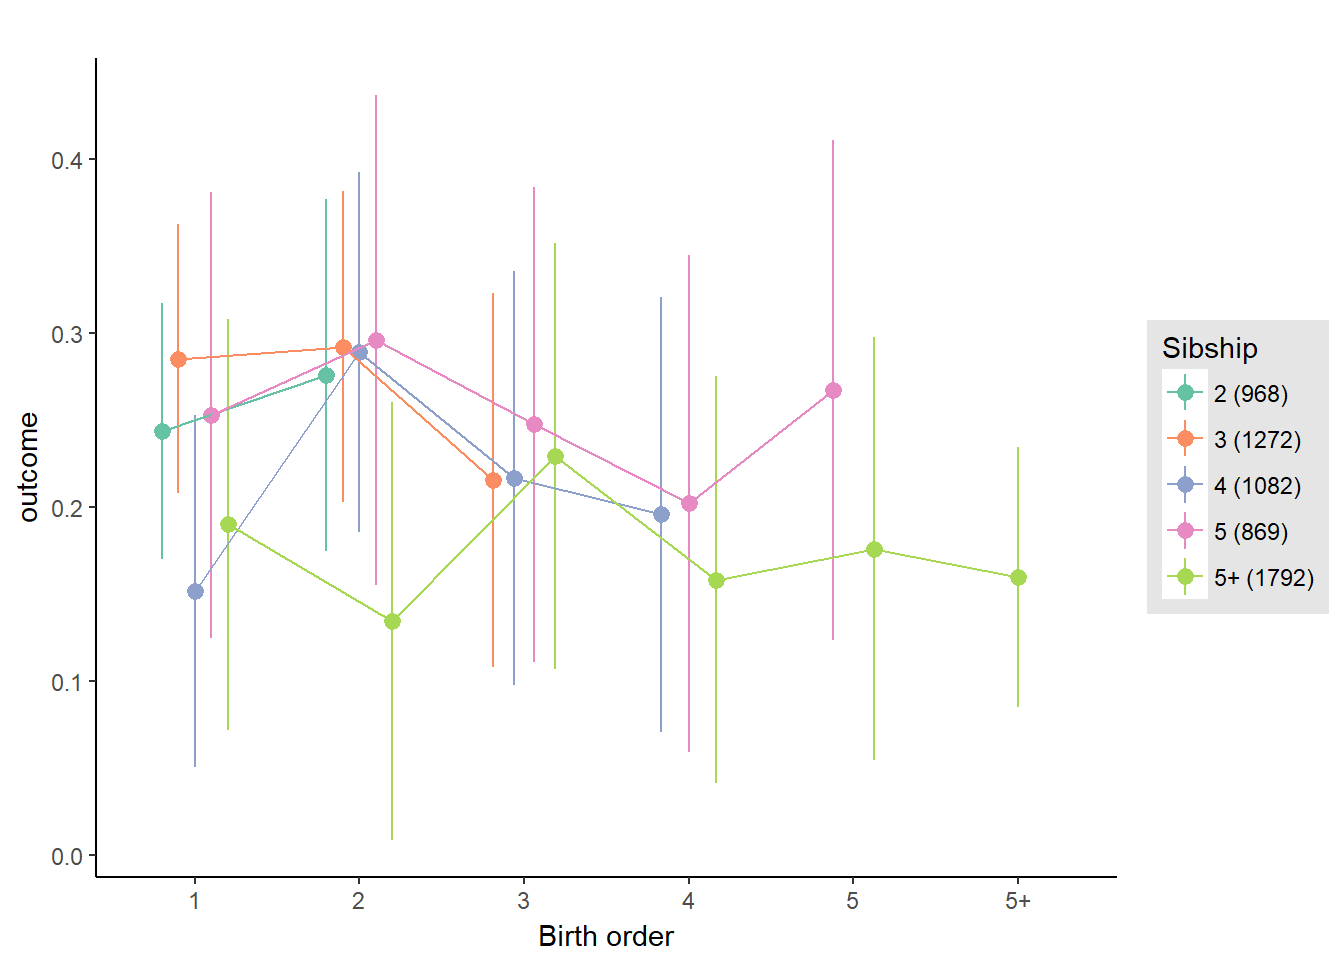 outcome
0.4
0.3
0.2
0.1
0.0
1 2 3 4 5 5+
Birth order
Sibship
2 (968)
3 (1272)
4 (1082)
5 (869)
5+ (1792)